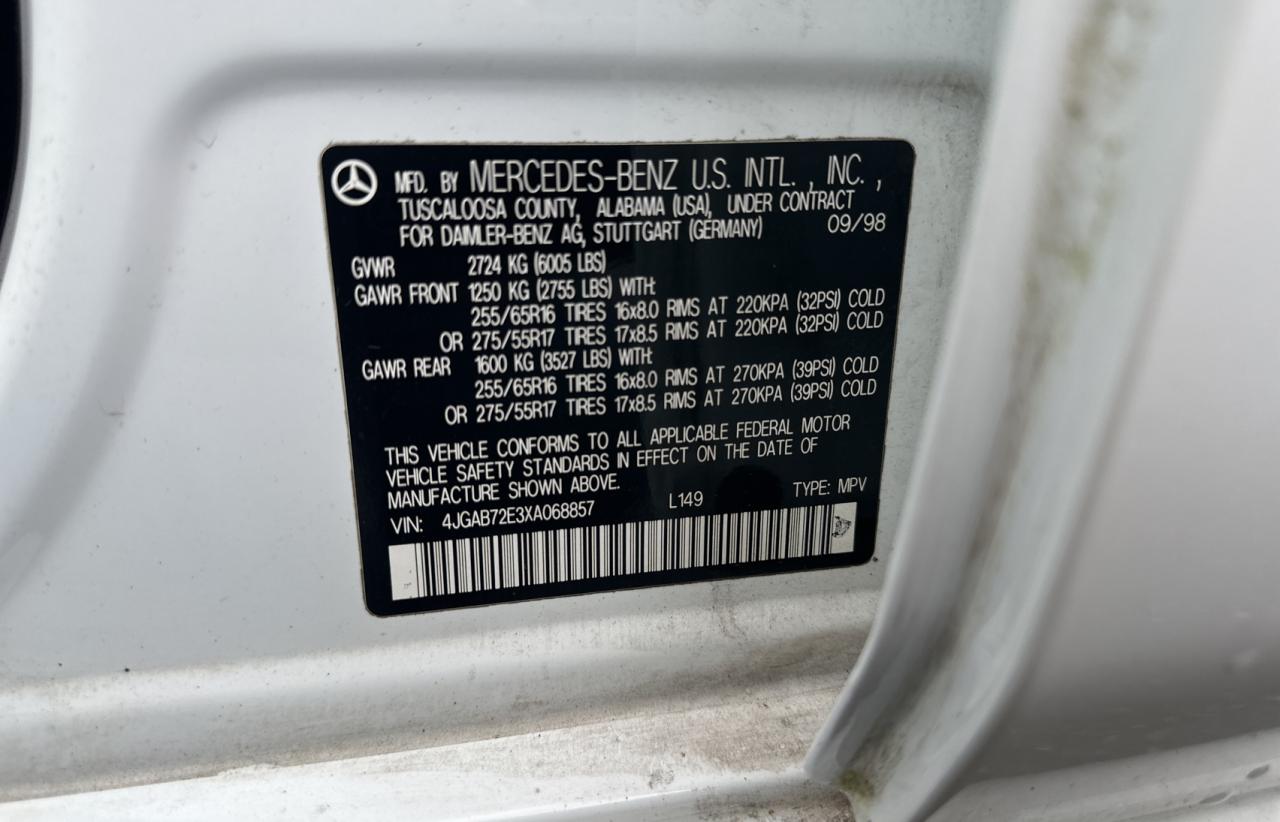 MFD. BY MERCEDES-BENZ U.S. INTL., INC.,
TUSCALOOSA COUNTY, ALABAMA (USA), UNDER CONTRACT
FOR DAIMLER-BENZ AG, STUTTGART (GERMANY) 09/98
GVWR 2724 KG (6005 LBS)
GAWR FRONT 1250 KG (2755 LBS) WITH:
255/65R16 TIRES 16x8.0 RIMS AT 220KPA (32PSI) COLD
OR 275/55R17 TIRES 17x8.5 RIMS AT 220KPA (32PSI) COLD
GAWR REAR 1600 KG (3527 LBS) WITH:
255/65R16 TIRES 16x8.0 RIMS AT 270KPA (39PSI) COLD
OR 275/55R17 TIRES 17x8.5 RIMS AT 270KPA (39PSI) COLD
THIS VEHICLE CONFORMS TO ALL APPLICABLE FEDERAL MOTOR
VEHICLE SAFETY STANDARDS IN EFFECT ON THE DATE OF
MANUFACTURE SHOWN ABOVE.
L149 TYPE: MPV
VIN: 4JGAB72E3XA068857